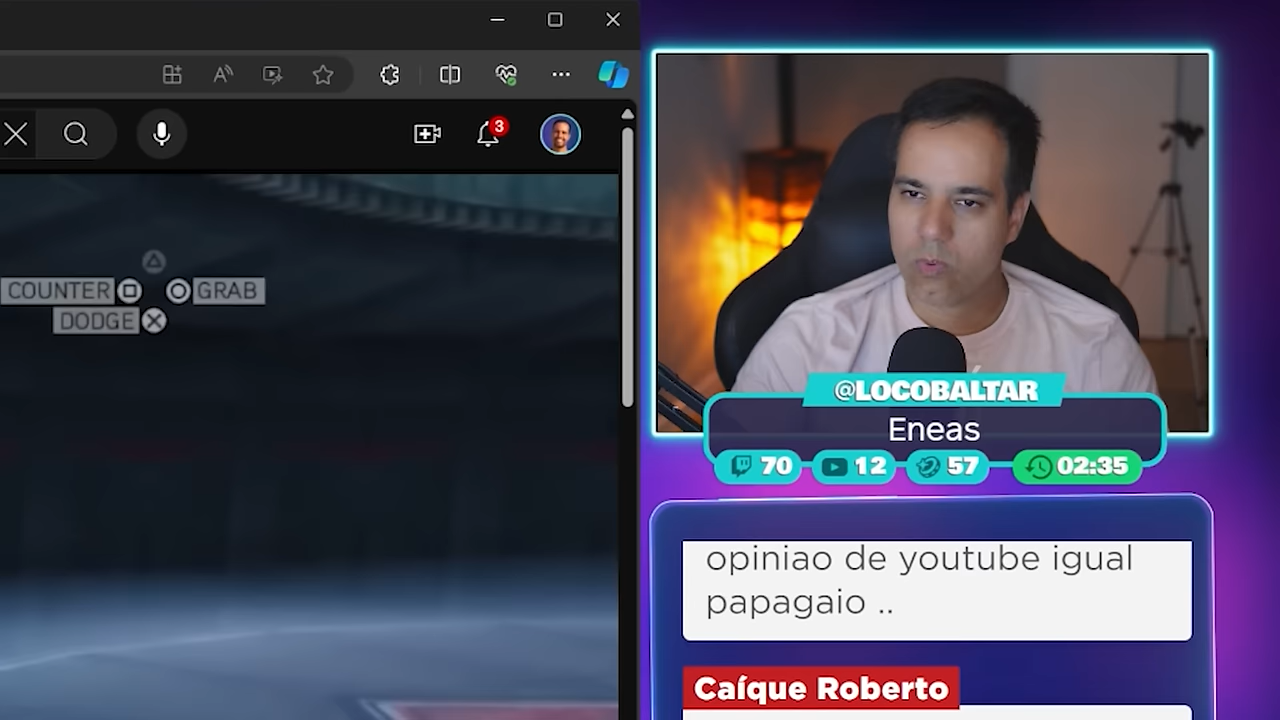 3
COUNTER
GRAB
DODGE
@LOCOBALTAR
Eneas
70 12 57 02:35
opiniao de youtube igual
papagaio ..
Caíque Roberto